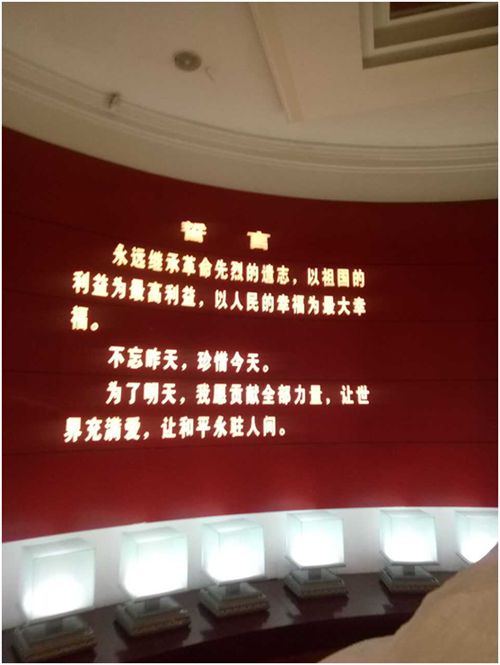 誓 言
永远继承革命先烈的遗志，以祖国的
利益为最高利益，以人民的幸福为最大幸
福。
不忘昨天，珍惜今天。
为了明天，我愿贡献全部力量，让世
界充满爱，让和平永驻人间。